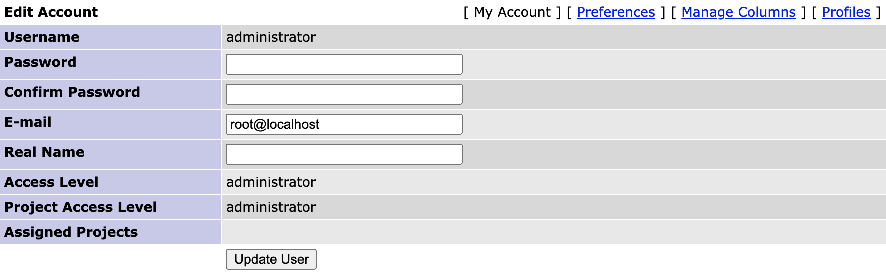 Edit Account [ My Account ] [ Preferences ] [ Manage Columns ] [ Profiles ]
Username administrator
Password
Confirm Password
E-mail root@localhost
Real Name
Access Level administrator
Project Access Level administrator
Assigned Projects
Update User